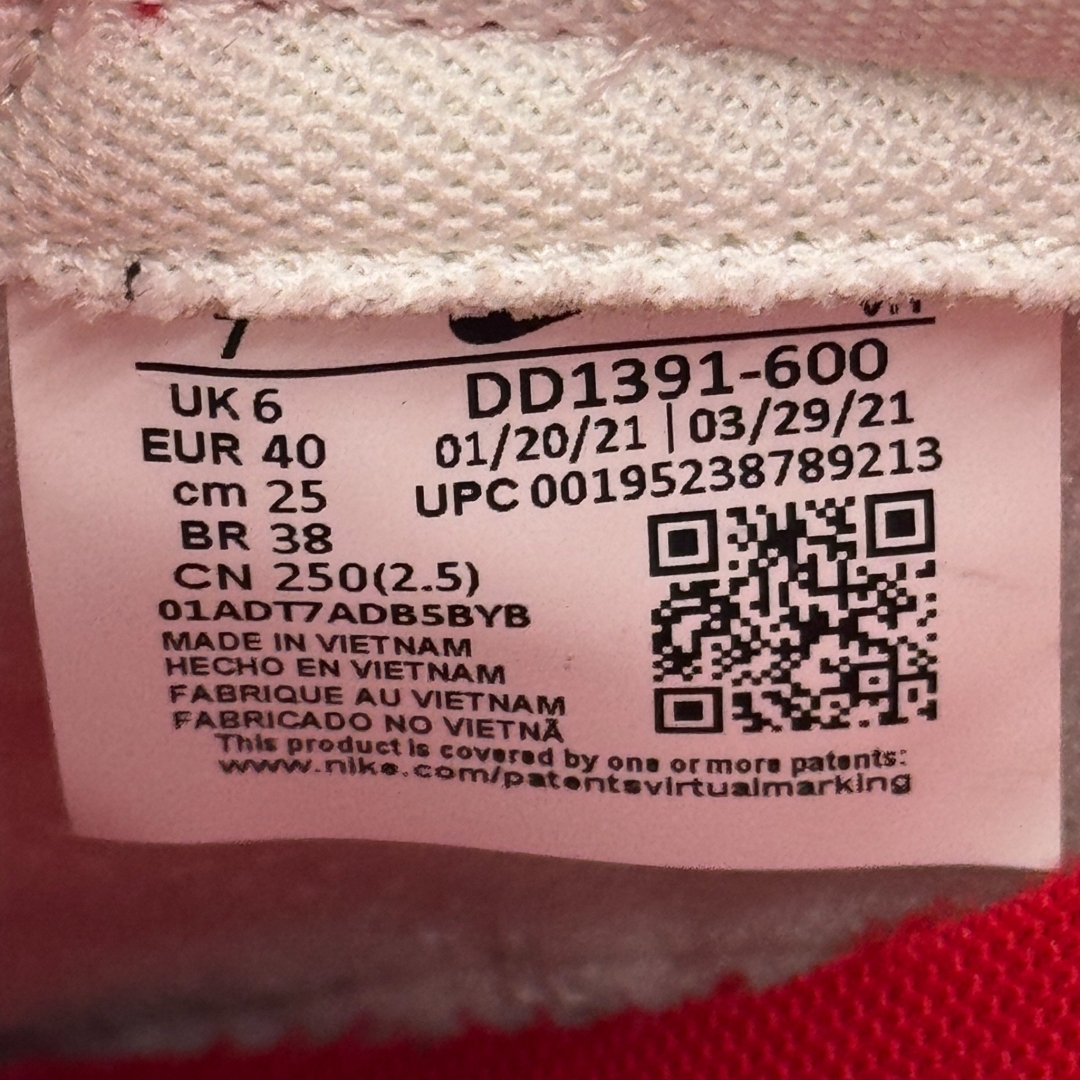 7
UK 6
EUR 40
cm 25
BR 38
CN 250(2.5)
DD1391-600
01/20/21 | 03/29/21
UPC 00195238789213
01ADT7ADB5BYB
MADE IN VIETNAM
HECHO EN VIETNAM
FABRIQUE AU VIETNAM
FABRICADO NO VIETNÃ
This product is covered by one or more patents:
www.nike.com/patentsvirtualmarking